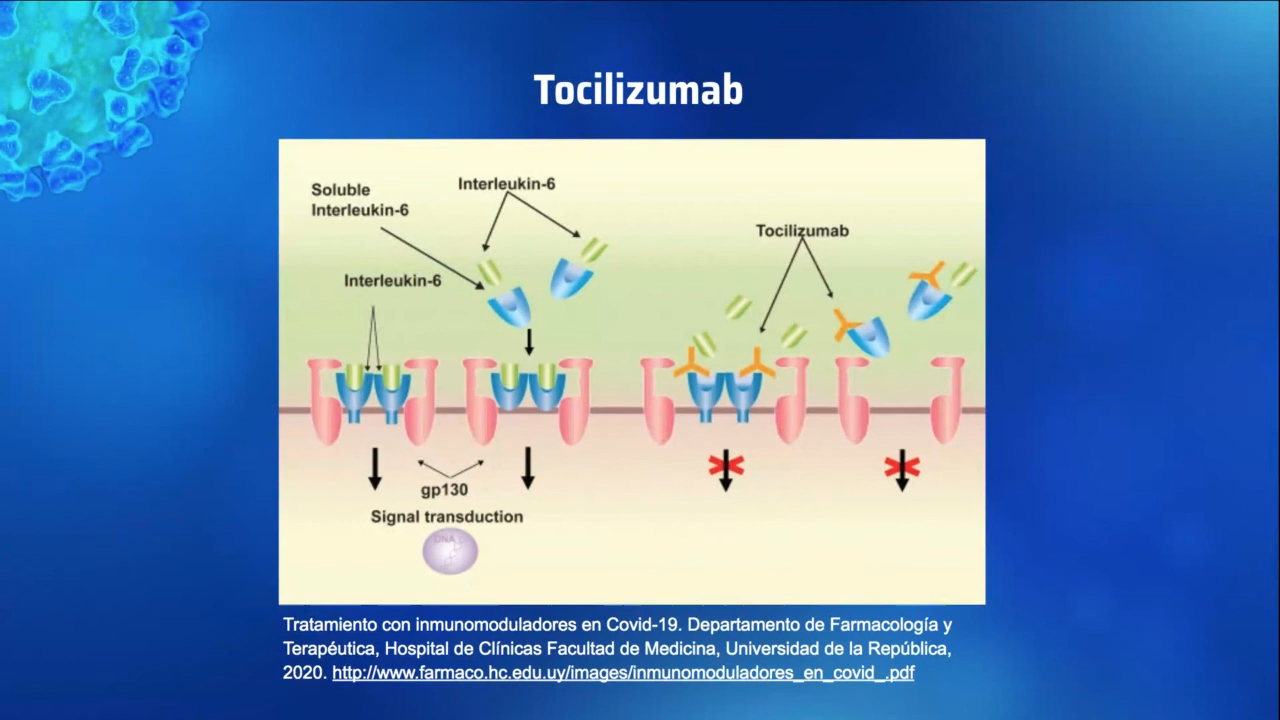 Tocilizumab
Soluble
Interleukin-6
Interleukin-6
Interleukin-6
Tocilizumab
gp130
Signal transduction
DNA
Tratamiento con inmunomoduladores en Covid-19. Departamento de Farmacología y
Terapéutica, Hospital de Clínicas Facultad de Medicina, Universidad de la República,
2020. http://www.farmaco.hc.edu.uy/images/inmunomoduladores_en_covid_.pdf